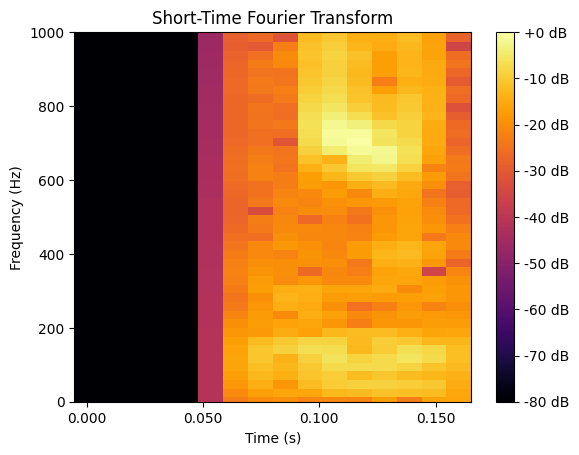 Short-Time Fourier Transform
Frequency (Hz)
1000
800
600
400
200
0
0.000
0.050
0.100
0.150
Time (s)
+0 dB
-10 dB
-20 dB
-30 dB
-40 dB
-50 dB
-60 dB
-70 dB
-80 dB